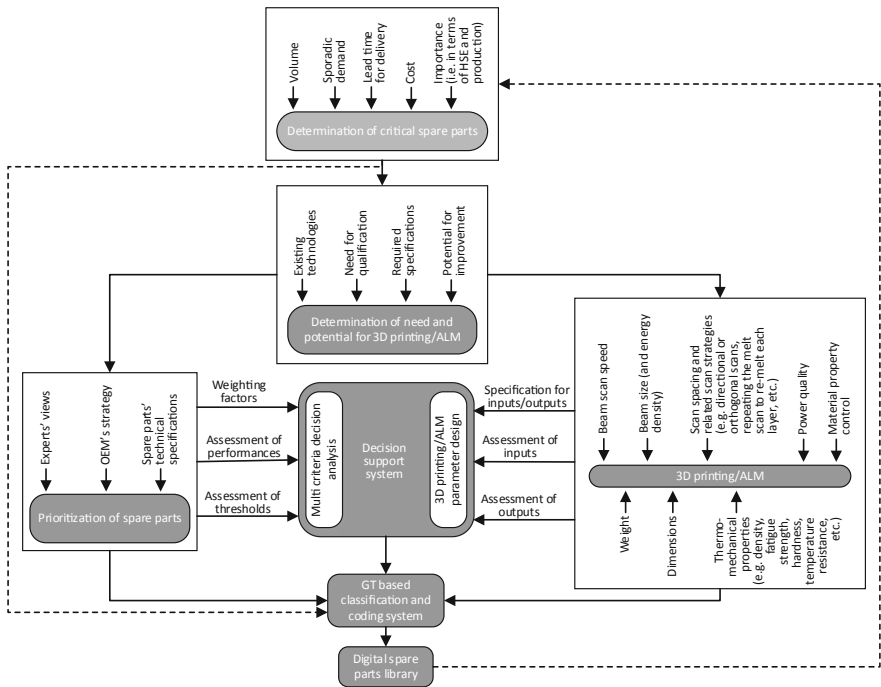 Volume
Sporadic
demand
Lead time
for delivery
Cost
Importance
(i.e. in terms
of HSE and
production)
Determination of critical spare parts
Existing
technologies
Need for
qualification
Required
specifications
Potential for
improvement
Determination of need and
potential for 3D printing/ALM
Experts' views
OEM's strategy
Spare parts'
technical
specifications
Prioritization of spare parts
Weighting
factors
Assessment of
performances
Assessment of
thresholds
Multi criteria decision
analysis
Decision
support
system
3D printing/ALM
parameter design
Specification for
inputs/outputs
Assessment of
inputs
Assessment of
outputs
Beam scan speed
Beam size (and energy
density)
Scan spacing and
related scan strategies
(e.g. directional or
orthogonal scans,
repeating the melt
scan to re-melt each
layer, etc.)
Power quality
Material property
control
3D printing/ALM
Weight
Dimensions
Thermo-
mechanical
properties
(e.g. density,
fatigue
strength,
hardness,
temperature
resistance,
etc.)
GT based
classification and
coding system
Digital spare
parts library